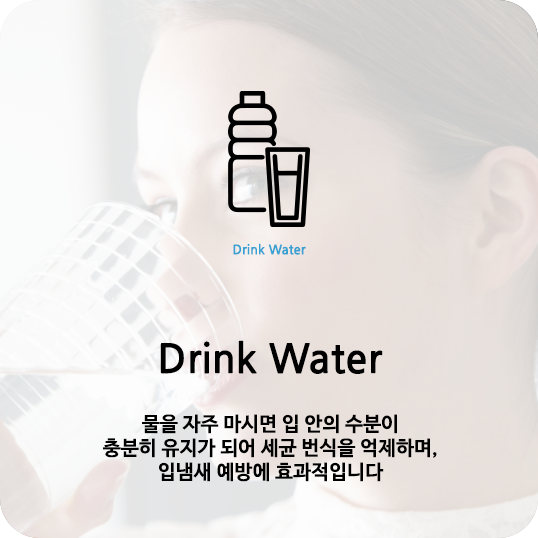 Drink Water
Drink Water
물을 자주 마시면 입 안의 수분이
충분히 유지가 되어 세균 번식을 억제하며,
입냄새 예방에 효과적입니다